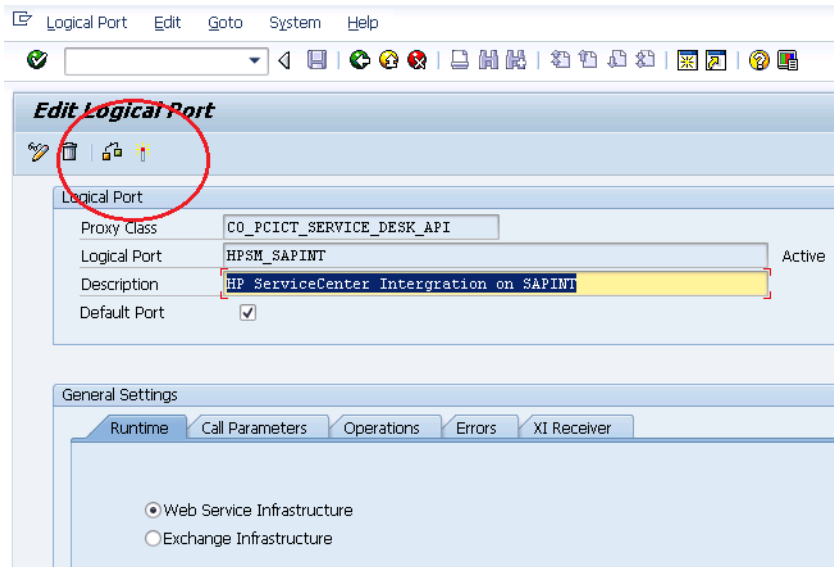 Logical Port Edit Goto System Help
Edit Logical Port
Logical Port
Proxy Class CO_PCICT_SERVICE_DESK_API
Logical Port HPSM_SAPINT Active
Description HP ServiceCenter Intergration on SAPINT
Default Port
General Settings
Runtime Call Parameters Operations Errors XI Receiver
Web Service Infrastructure
Exchange Infrastructure